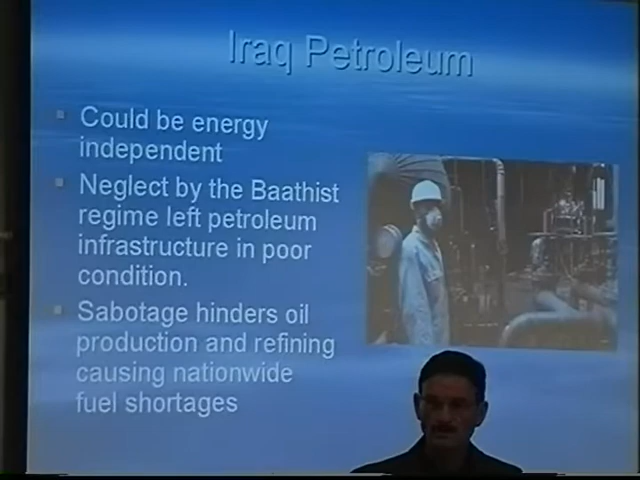 Iraq Petroleum
Could be energy
independent
Neglect by the Baathist
regime left petroleum
infrastructure in poor
condition.
Sabotage hinders oil
production and refining
causing nationwide
fuel shortages